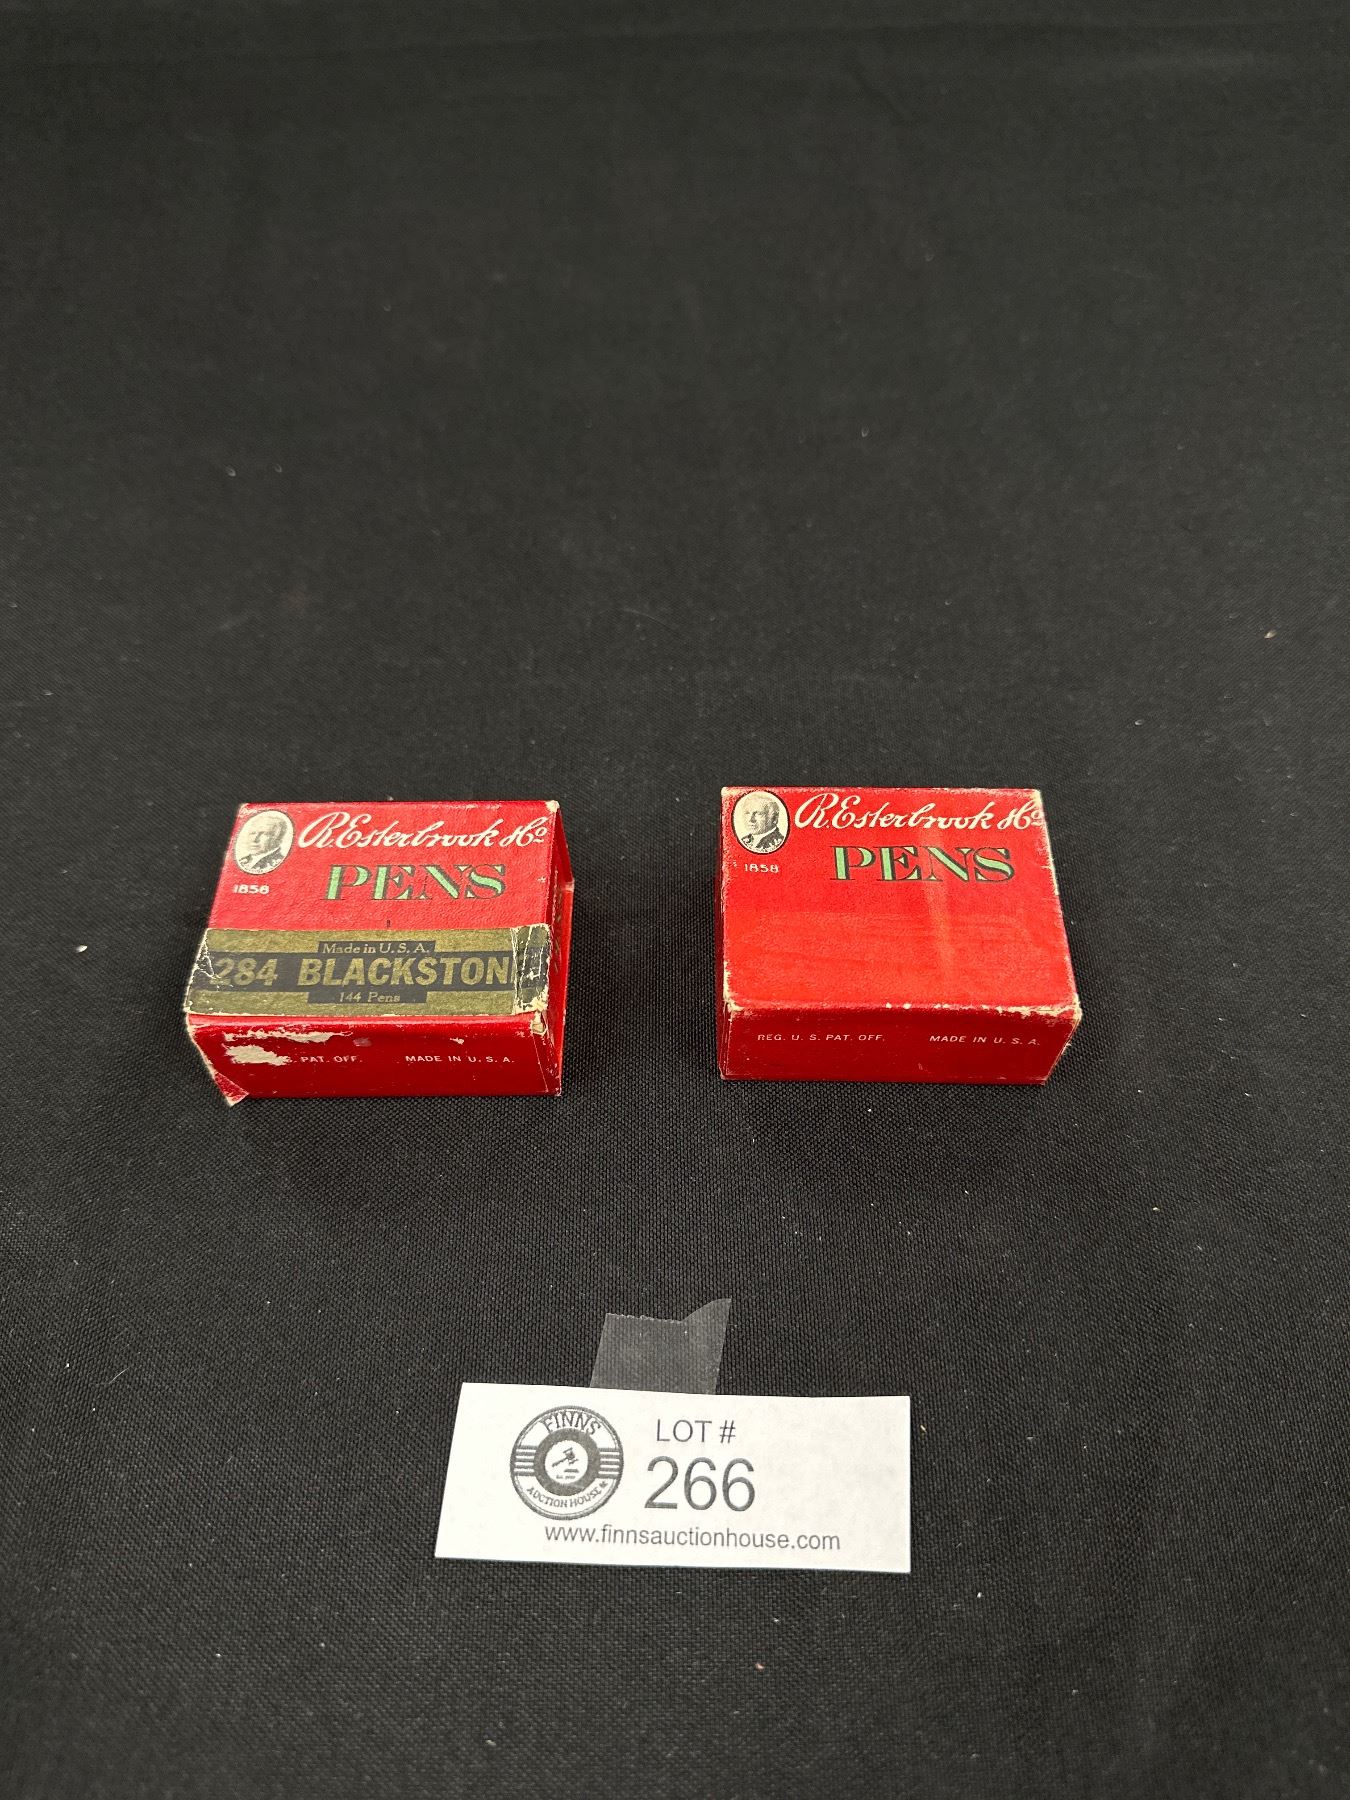 R. Esterbrook & Co
PENS
1858
Made in U. S. A.
284 BLACKSTON
144 Pens
S. PAT. OFF. MADE IN U. S. A.
R. Esterbrook & Co
PENS
1858
REG. U. S. PAT. OFF. MADE IN U. S. A.
FINNS
AUCTION HOUSE
LOT #
266
www.finnsauctionhouse.com